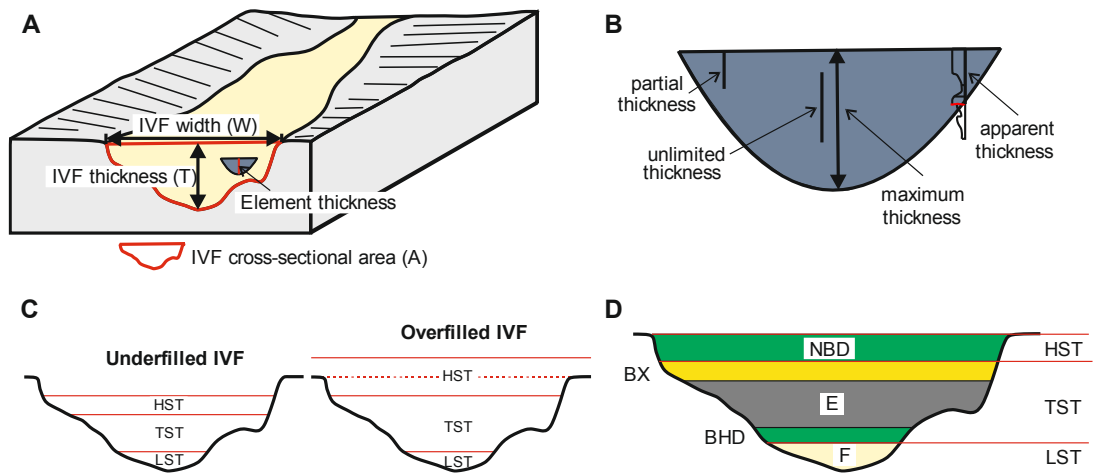 A
IVF width (W)
IVF thickness (T)
Element thickness
IVF cross-sectional area (A)
B
partial
thickness
unlimited
thickness
apparent
thickness
maximum
thickness
C
Underfilled IVF
HST
TST
LST
Overfilled IVF
HST
TST
LST
D
NBD
HST
BX
E
TST
BHD
F
LST